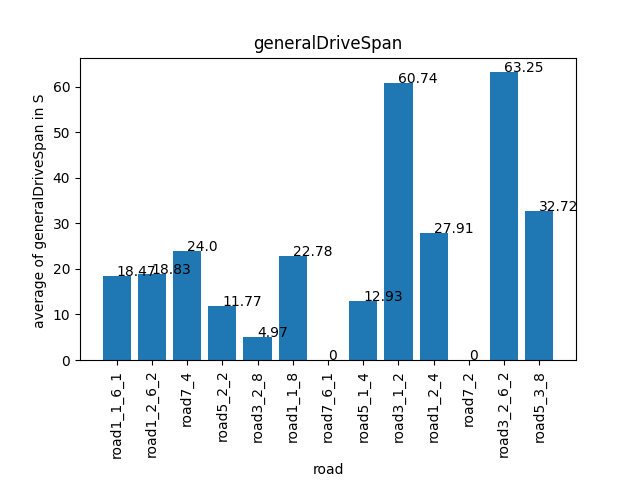 generalDriveSpan
average of generalDriveSpan in S
60
50
40
30
20
10
0
18.47
18.83
24.0
11.77
4.97
22.78
0
12.93
60.74
27.91
0
63.25
32.72
road1_1_6_1
road1_2_6_2
road7_4
road5_2_2
road3_2_8
road1_1_8
road7_6_1
road5_1_4
road3_1_2
road1_2_4
road7_2
road3_2_6_2
road5_3_8
road